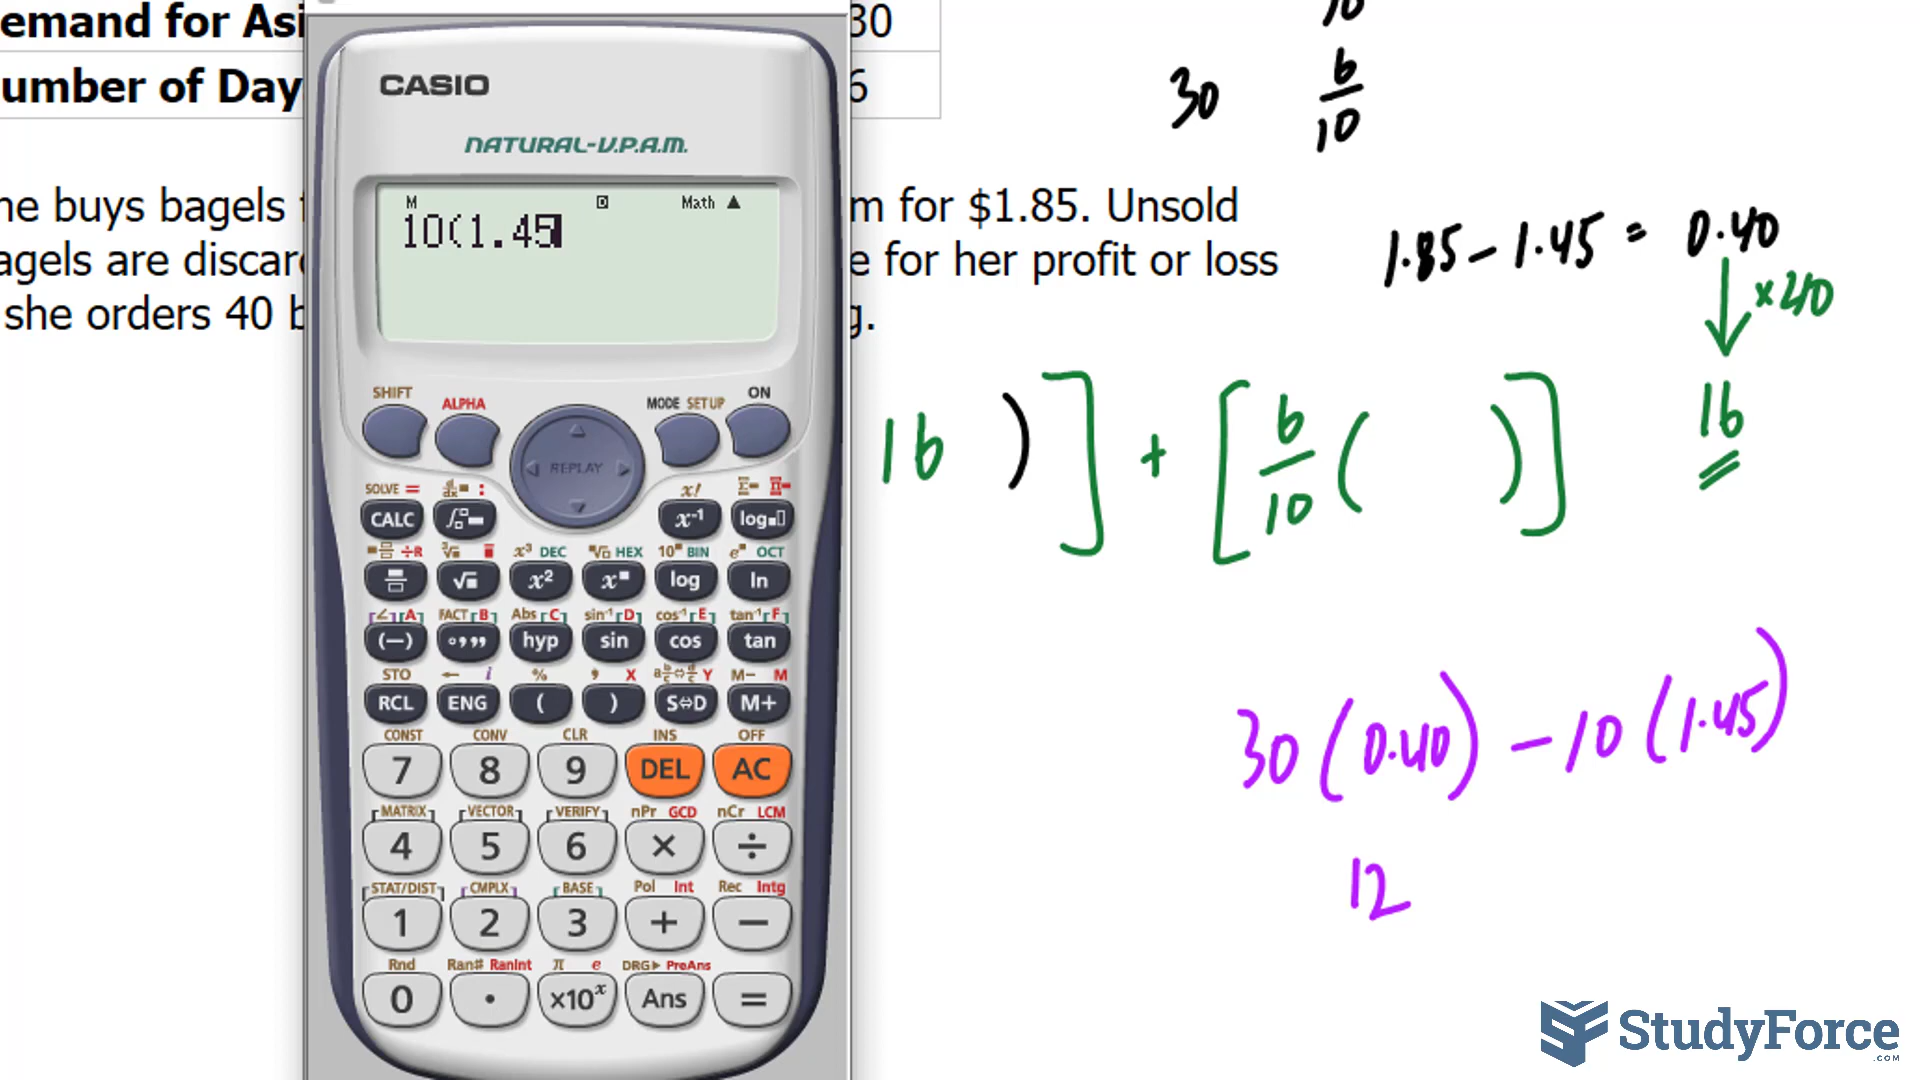 emand for Asi 30
umber of Day 6
ne buys bagels m for $1.85. Unsold
agels are discar e for her profit or loss
she orders 40 b g.
10
30 6/10
1.85 - 1.45 = 0.40
×40
16
16 )] + [6/10 ( )]
30(0.40) - 10(1.45)
12
CASIO
NATURAL-V.P.A.M.
M D Math ▲
10(1.45
SHIFT ALPHA MODE SETUP ON
REPLAY
SOLVE = d/dx = : x! Σ= Π=
CALC ∫ x⁻¹ log
÷R x³ DEC HEX 10 BIN e OCT
√ x² x log ln
∠ A FACT B Abs C sin⁻¹ D cos⁻¹ E tan⁻¹ F
(−) °,,, hyp sin cos tan
STO ← i % , X a b/c⇔d/c Y M− M
RCL ENG ( ) S⇔D M+
CONST CONV CLR INS OFF
7 8 9 DEL AC
MATRIX VECTOR VERIFY nPr GCD nCr LCM
4 5 6 × ÷
STAT/DIST CMPLX BASE Pol Int Rec Intg
1 2 3 + −
Rnd Ran# RanInt π e DRG▶ PreAns
0 . ×10ˣ Ans =
StudyForce
.COM